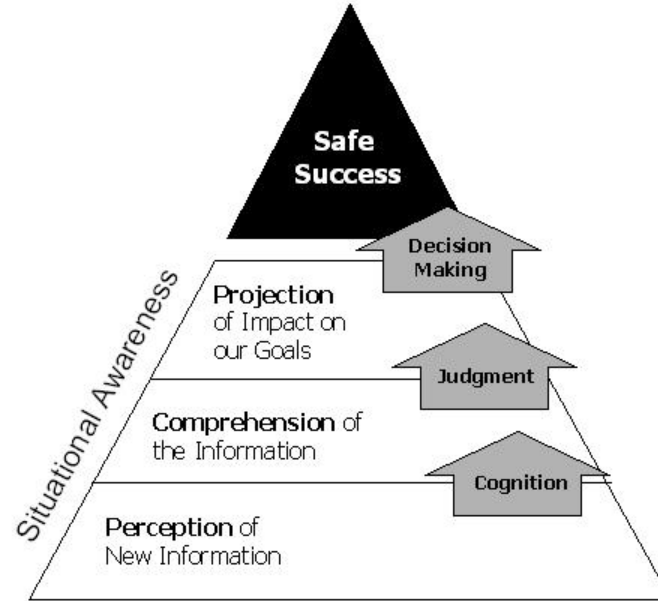 Safe
Success
Decision
Making
Projection
of Impact on
our Goals
Judgment
Comprehension of
the Information
Cognition
Perception of
New Information
Situational Awareness